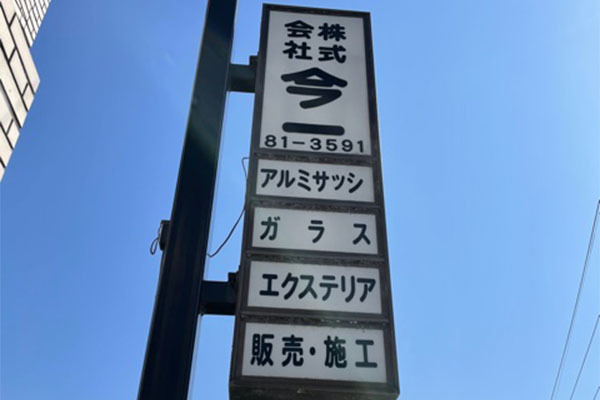 株式
会社
今一
81-3591
アルミサッシ
ガラス
エクステリア
販売・施工